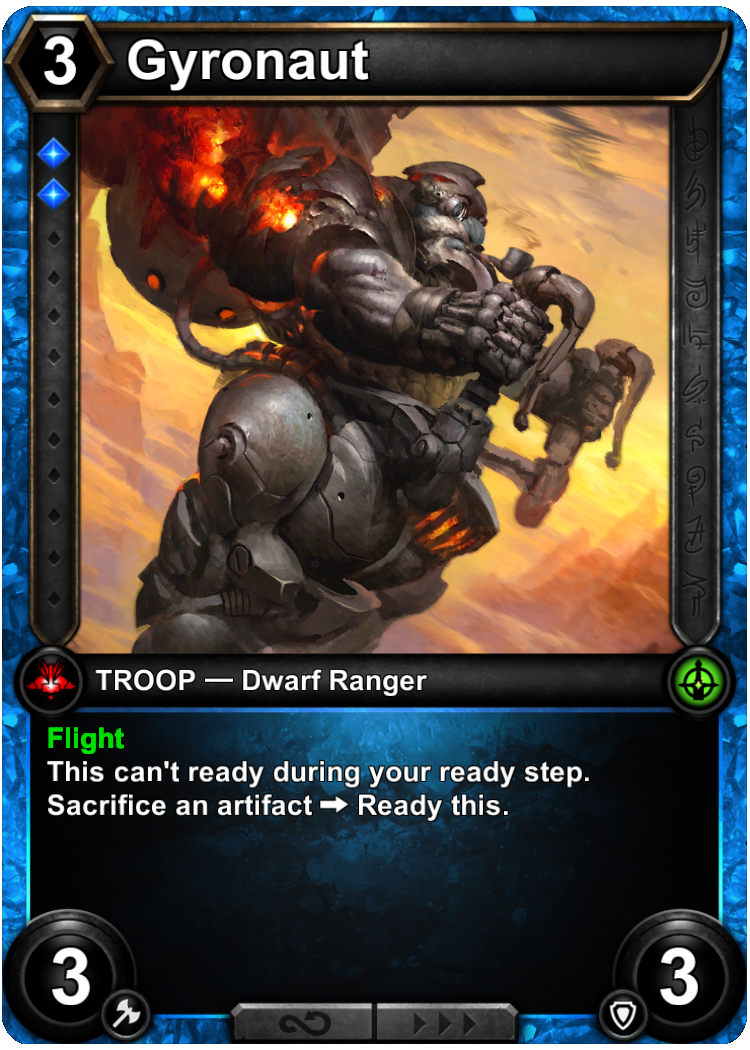 3 Gyronaut
TROOP — Dwarf Ranger
Flight
This can't ready during your ready step.
Sacrifice an artifact ➡ Ready this.
3 3